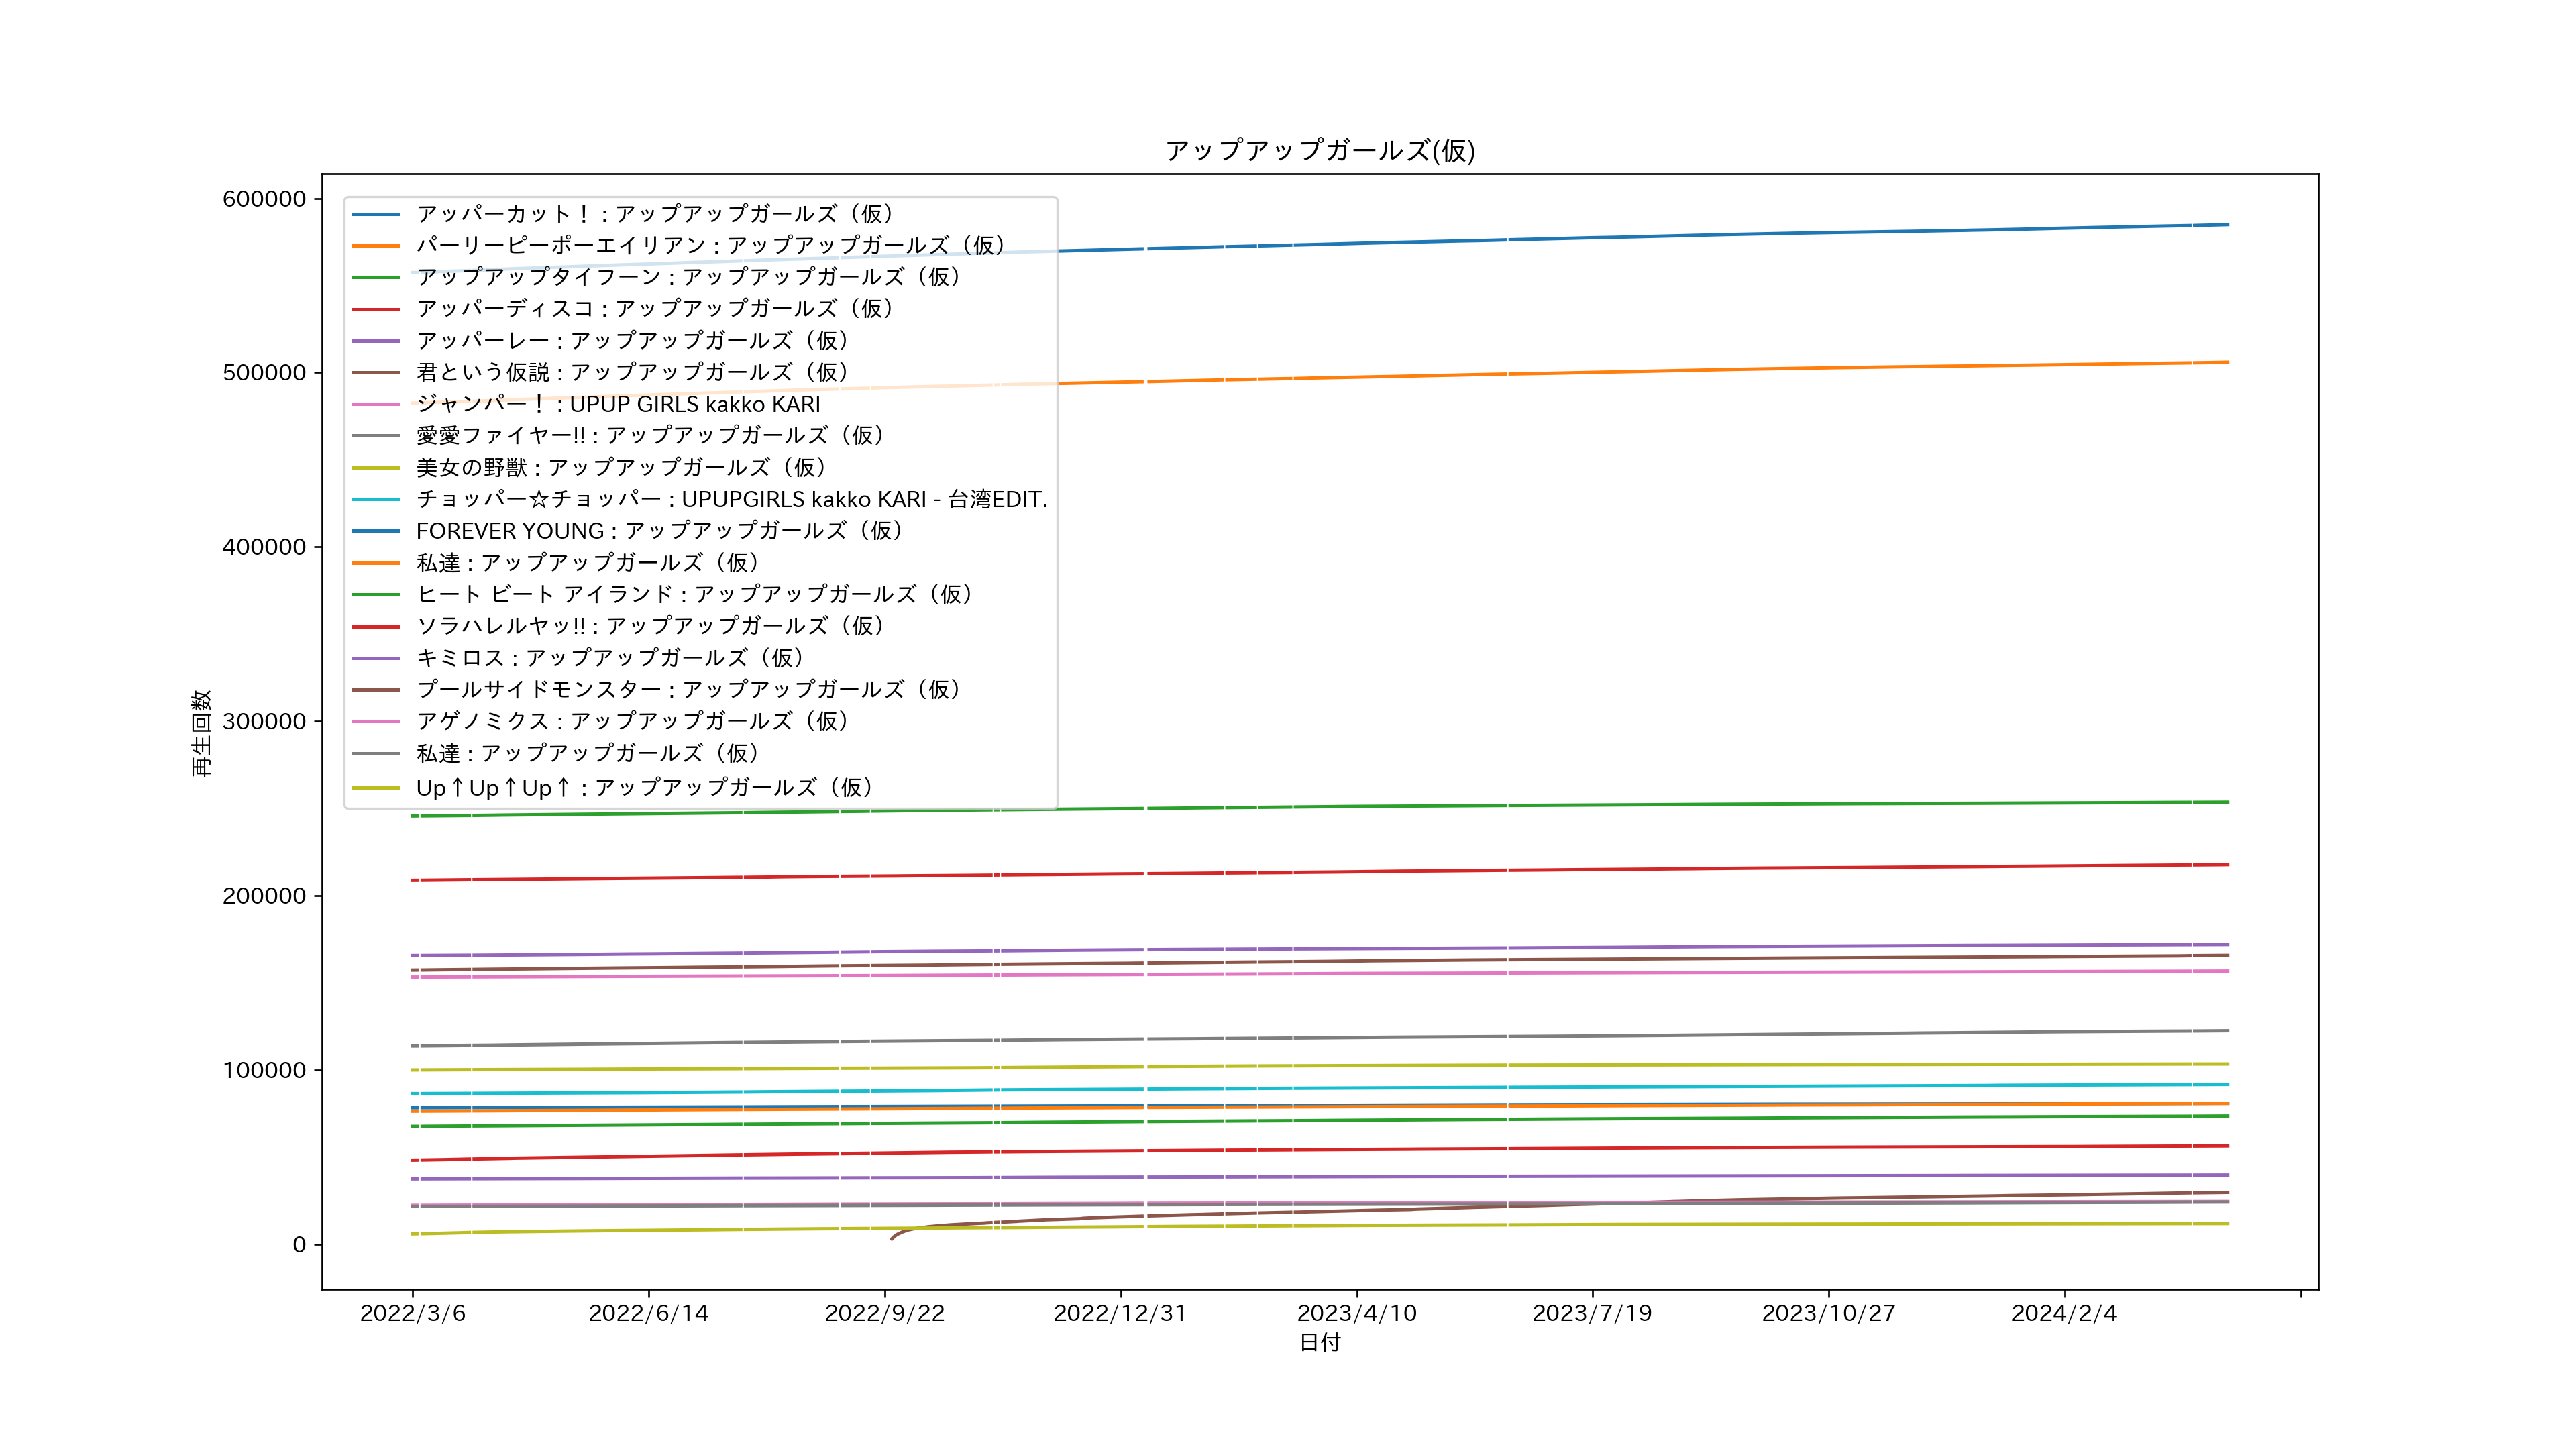 アップアップガールズ(仮)
600000
500000
400000
300000
200000
100000
0
再生回数
アッパーカット！ : アップアップガールズ（仮）
パーリーピーポーエイリアン : アップアップガールズ（仮）
アップアップタイフーン : アップアップガールズ（仮）
アッパーディスコ : アップアップガールズ（仮）
アッパーレー : アップアップガールズ（仮）
君という仮説 : アップアップガールズ（仮）
ジャンパー！ : UPUP GIRLS kakko KARI
愛愛ファイヤー!! : アップアップガールズ（仮）
美女の野獣 : アップアップガールズ（仮）
チョッパー☆チョッパー : UPUPGIRLS kakko KARI - 台湾EDIT.
FOREVER YOUNG : アップアップガールズ（仮）
私達 : アップアップガールズ（仮）
ヒート ビート アイランド : アップアップガールズ（仮）
ソラハレルヤッ!! : アップアップガールズ（仮）
キミロス : アップアップガールズ（仮）
プールサイドモンスター : アップアップガールズ（仮）
アゲノミクス : アップアップガールズ（仮）
私達 : アップアップガールズ（仮）
Up↑Up↑Up↑ : アップアップガールズ（仮）
2022/3/6
2022/6/14
2022/9/22
2022/12/31
2023/4/10
2023/7/19
2023/10/27
2024/2/4
日付